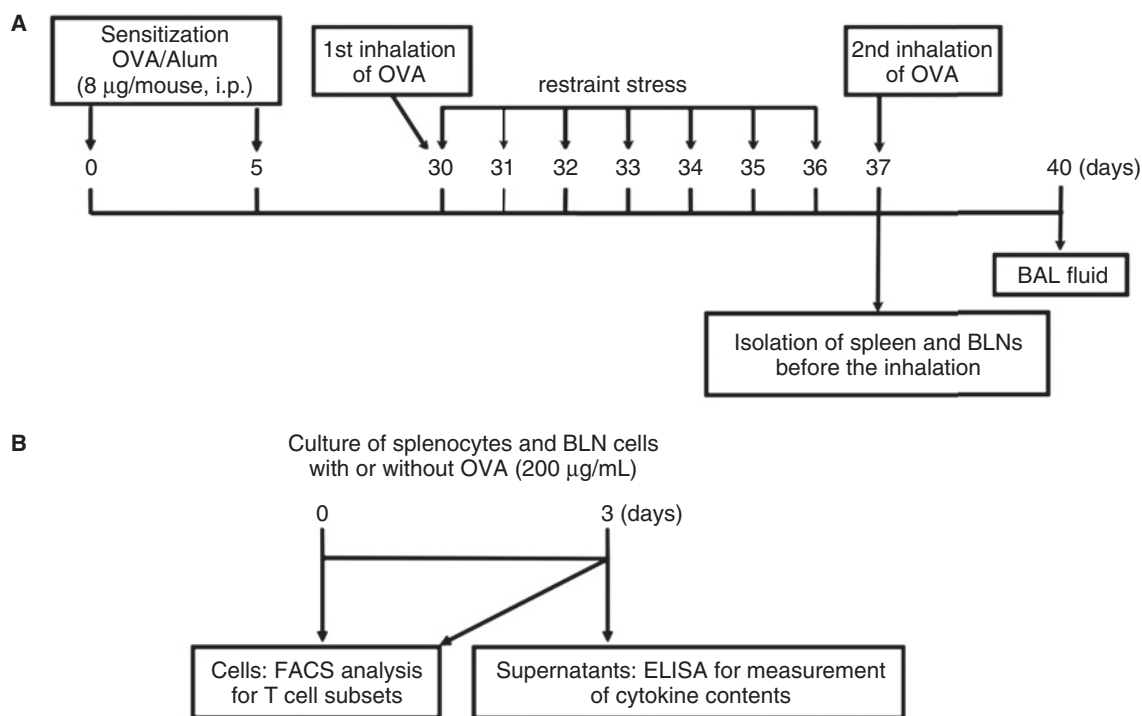 A
Sensitization
OVA/Alum
(8 μg/mouse, i.p.)
1st inhalation
of OVA
restraint stress
2nd inhalation
of OVA
0 5 30 31 32 33 34 35 36 37 40 (days)
BAL fluid
Isolation of spleen and BLNs
before the inhalation
B
Culture of splenocytes and BLN cells
with or without OVA (200 μg/mL)
0 3 (days)
Cells: FACS analysis
for T cell subsets
Supernatants: ELISA for measurement
of cytokine contents